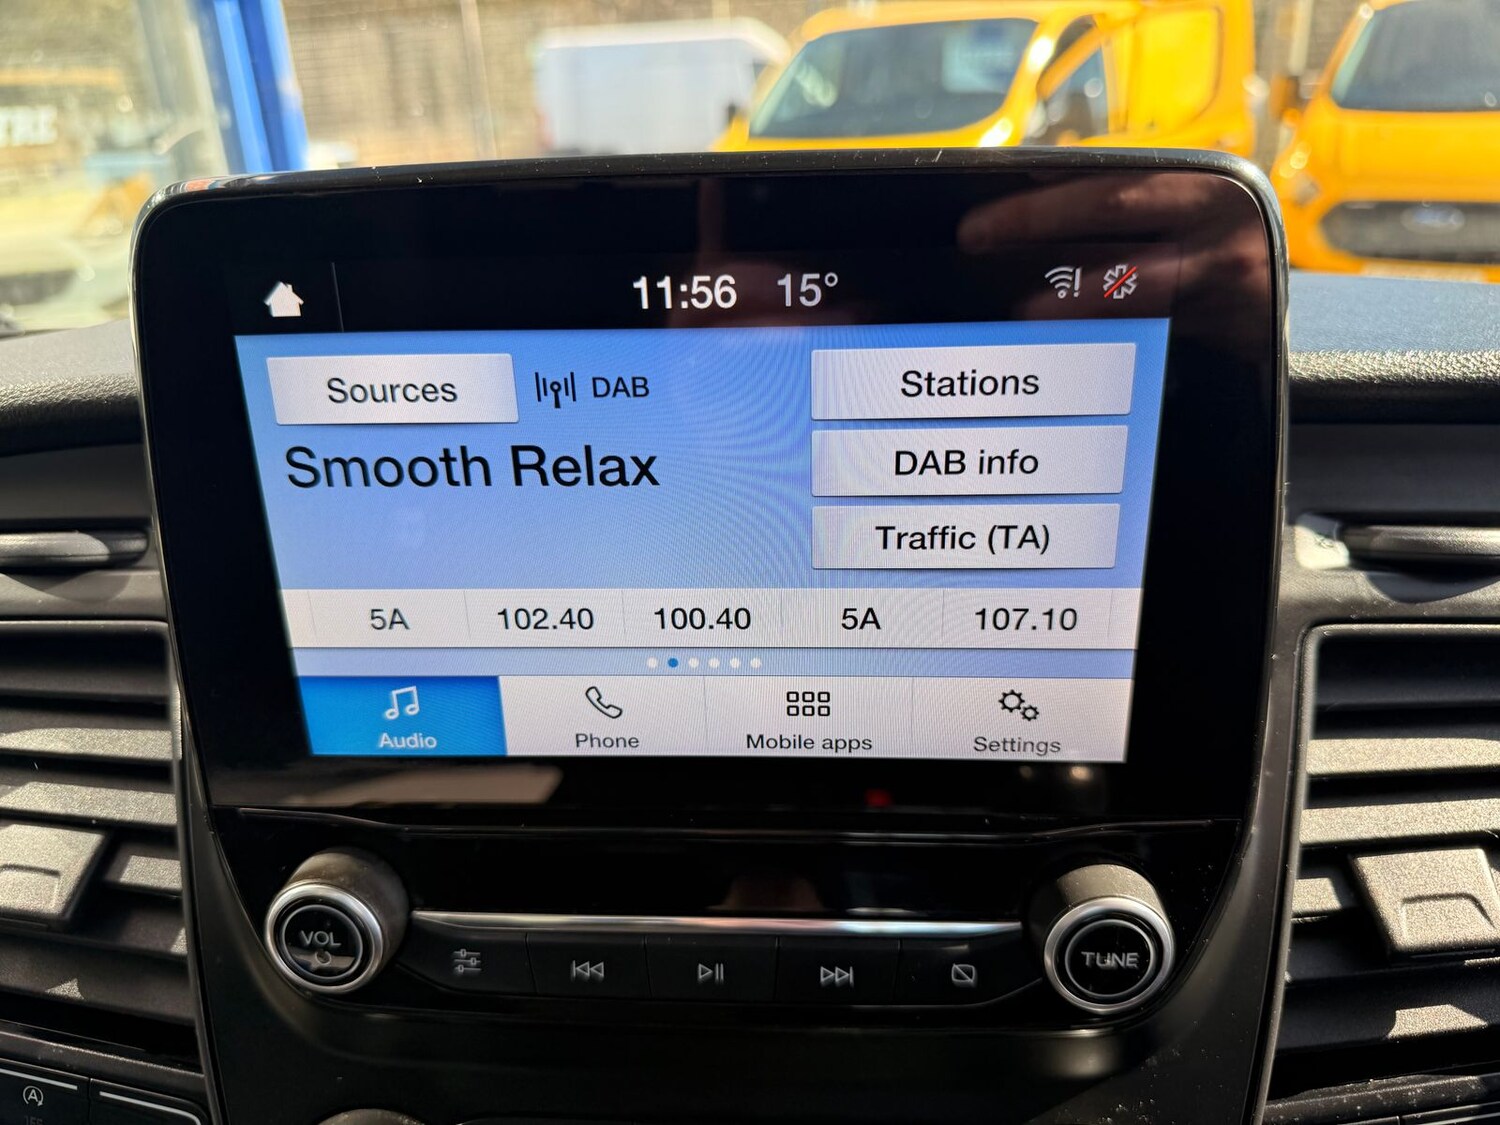 11:56 15°
Sources DAB Stations
Smooth Relax
DAB info
Traffic (TA)
5A 102.40 100.40 5A 107.10
Audio Phone Mobile apps Settings
VOL TUNE
A